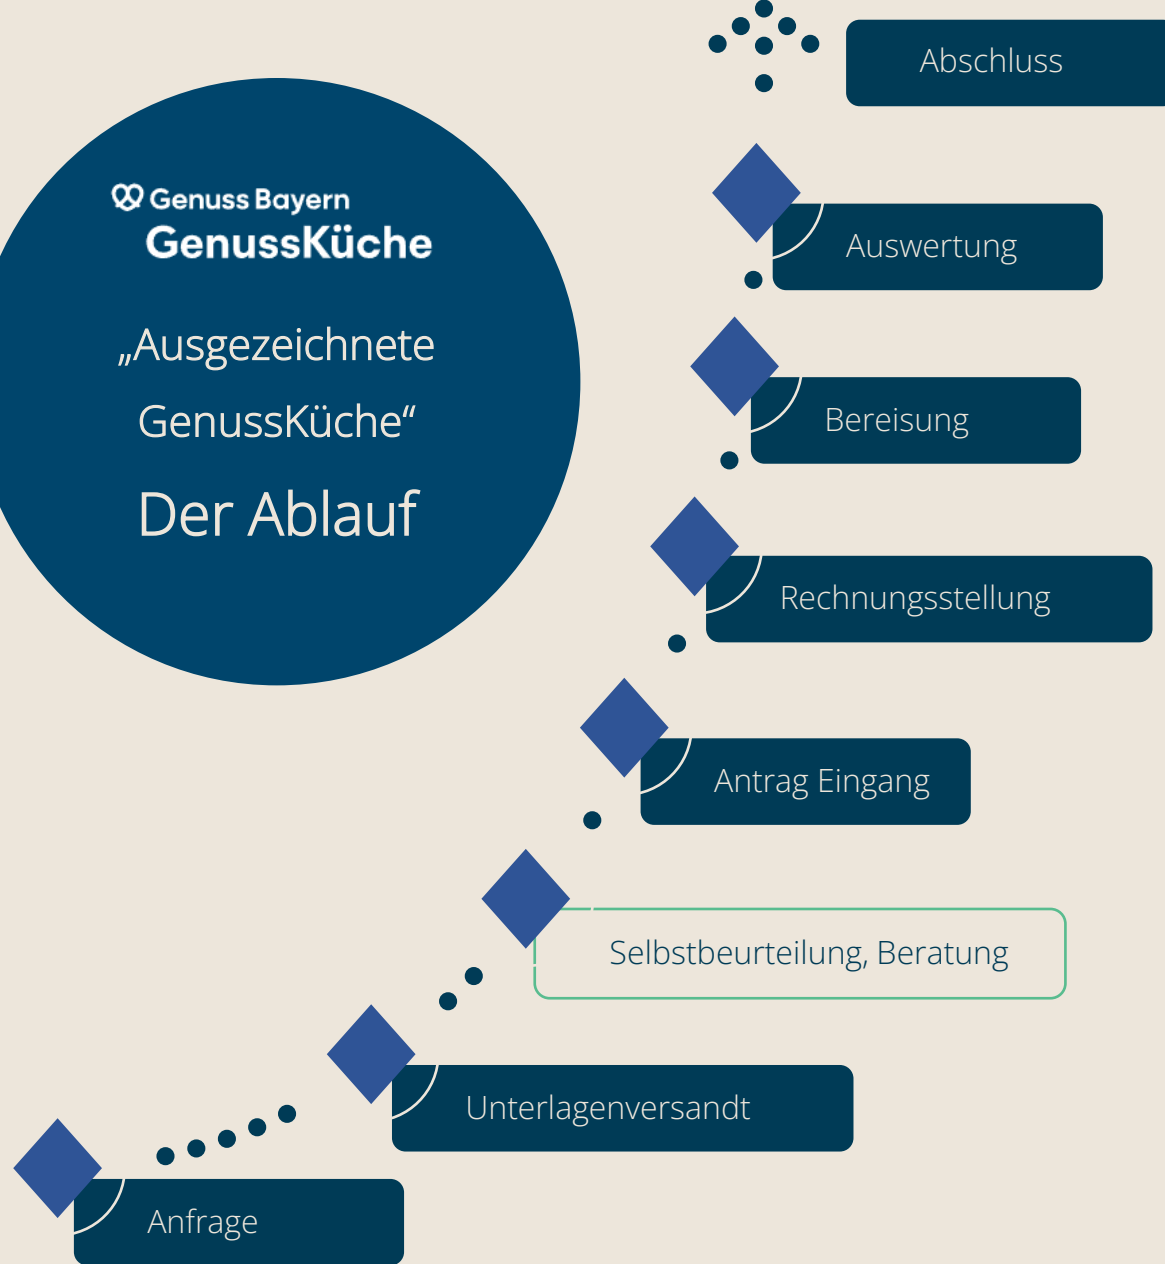 Genuss Bayern
GenussKüche
„Ausgezeichnete
GenussKüche“
Der Ablauf
Abschluss
Auswertung
Bereisung
Rechnungsstellung
Antrag Eingang
Selbstbeurteilung, Beratung
Unterlagenversandt
Anfrage